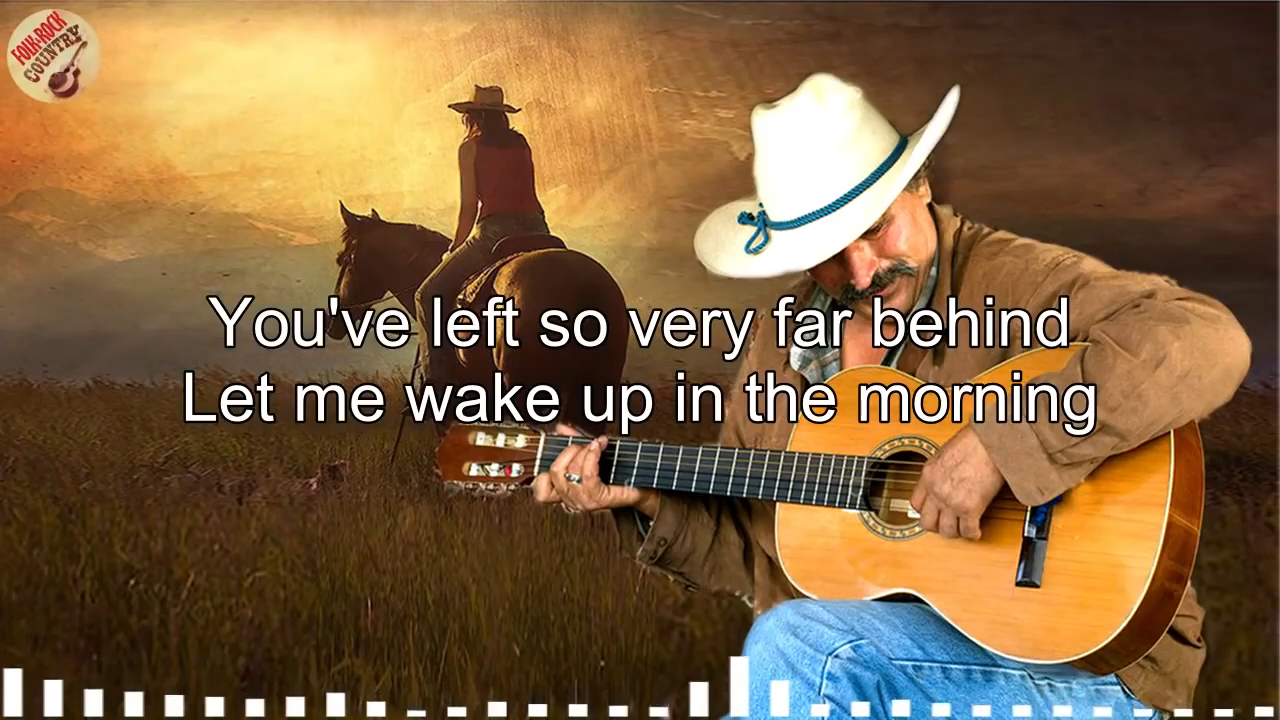 FOLK-ROCK
COUNTRY
You've left so very far behind
Let me wake up in the morning